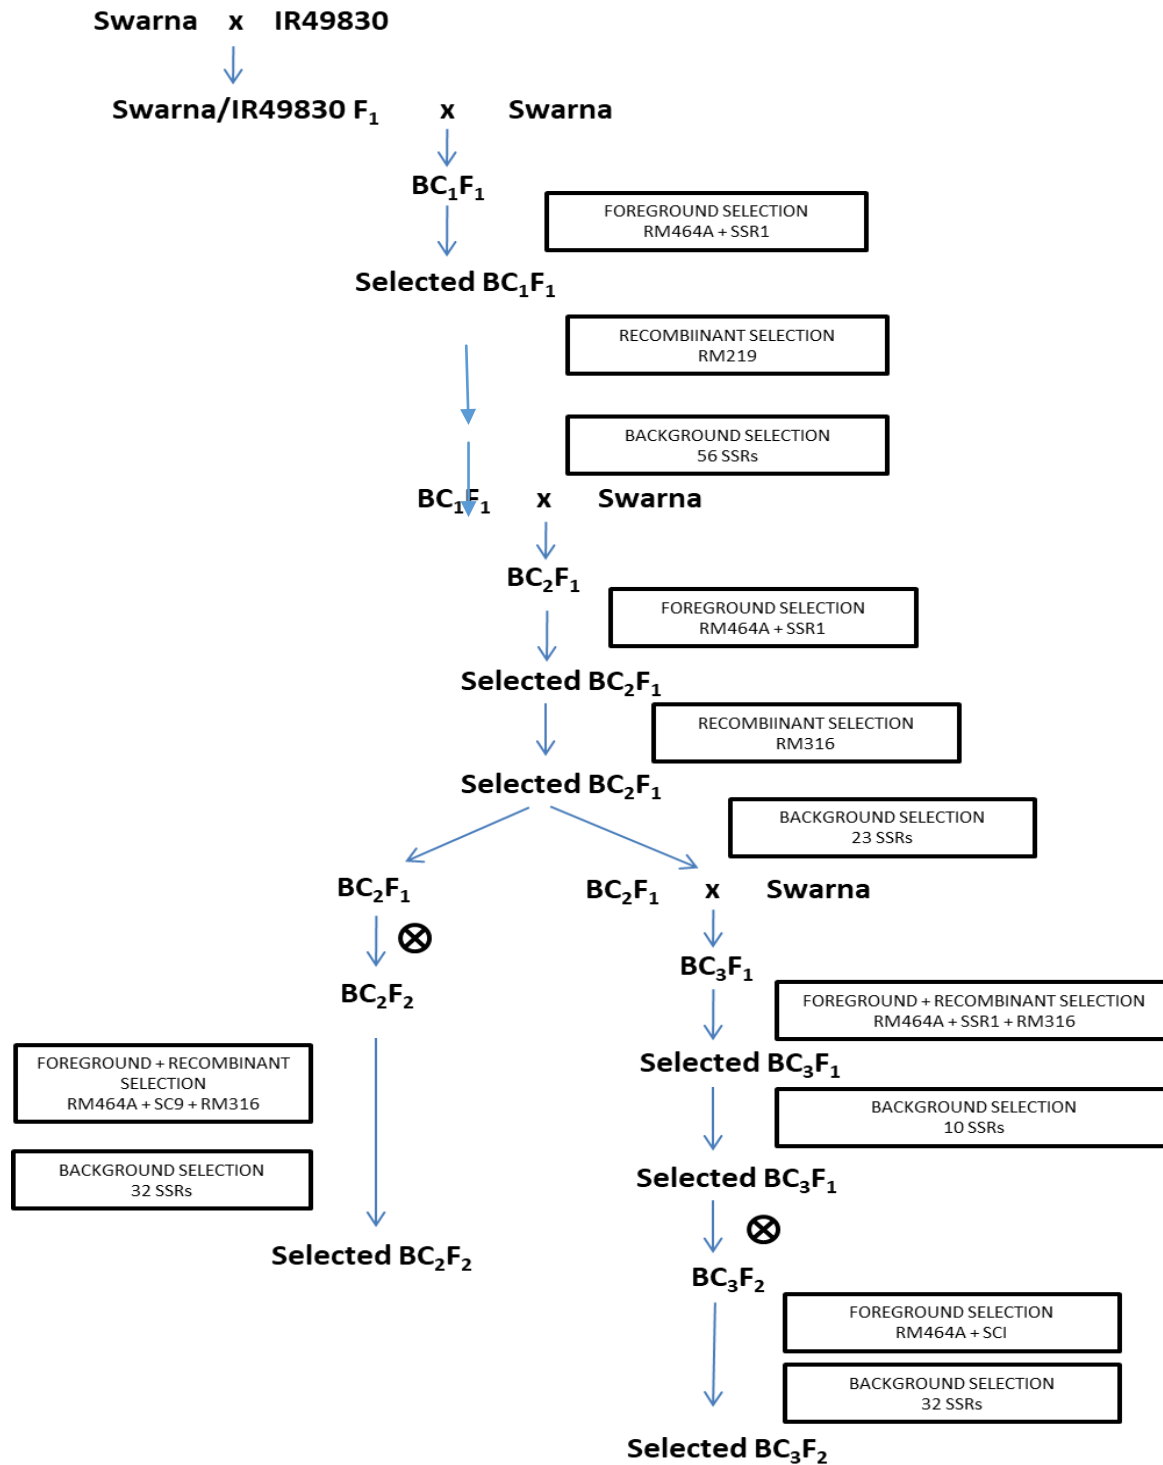 Swarna x IR49830
Swarna/IR49830 F₁ x Swarna
BC₁F₁
FOREGROUND SELECTION
RM464A + SSR1
Selected BC₁F₁
RECOMBIINANT SELECTION
RM219
BACKGROUND SELECTION
56 SSRs
BC₁F₁ x Swarna
BC₂F₁
FOREGROUND SELECTION
RM464A + SSR1
Selected BC₂F₁
RECOMBIINANT SELECTION
RM316
Selected BC₂F₁
BACKGROUND SELECTION
23 SSRs
BC₂F₁
BC₂F₁ x Swarna
BC₃F₁
BC₂F₂
FOREGROUND + RECOMBINANT SELECTION
RM464A + SSR1 + RM316
Selected BC₃F₁
FOREGROUND + RECOMBINANT
SELECTION
RM464A + SC9 + RM316
BACKGROUND SELECTION
10 SSRs
BACKGROUND SELECTION
32 SSRs
Selected BC₃F₁
Selected BC₂F₂
BC₃F₂
FOREGROUND SELECTION
RM464A + SCI
BACKGROUND SELECTION
32 SSRs
Selected BC₃F₂